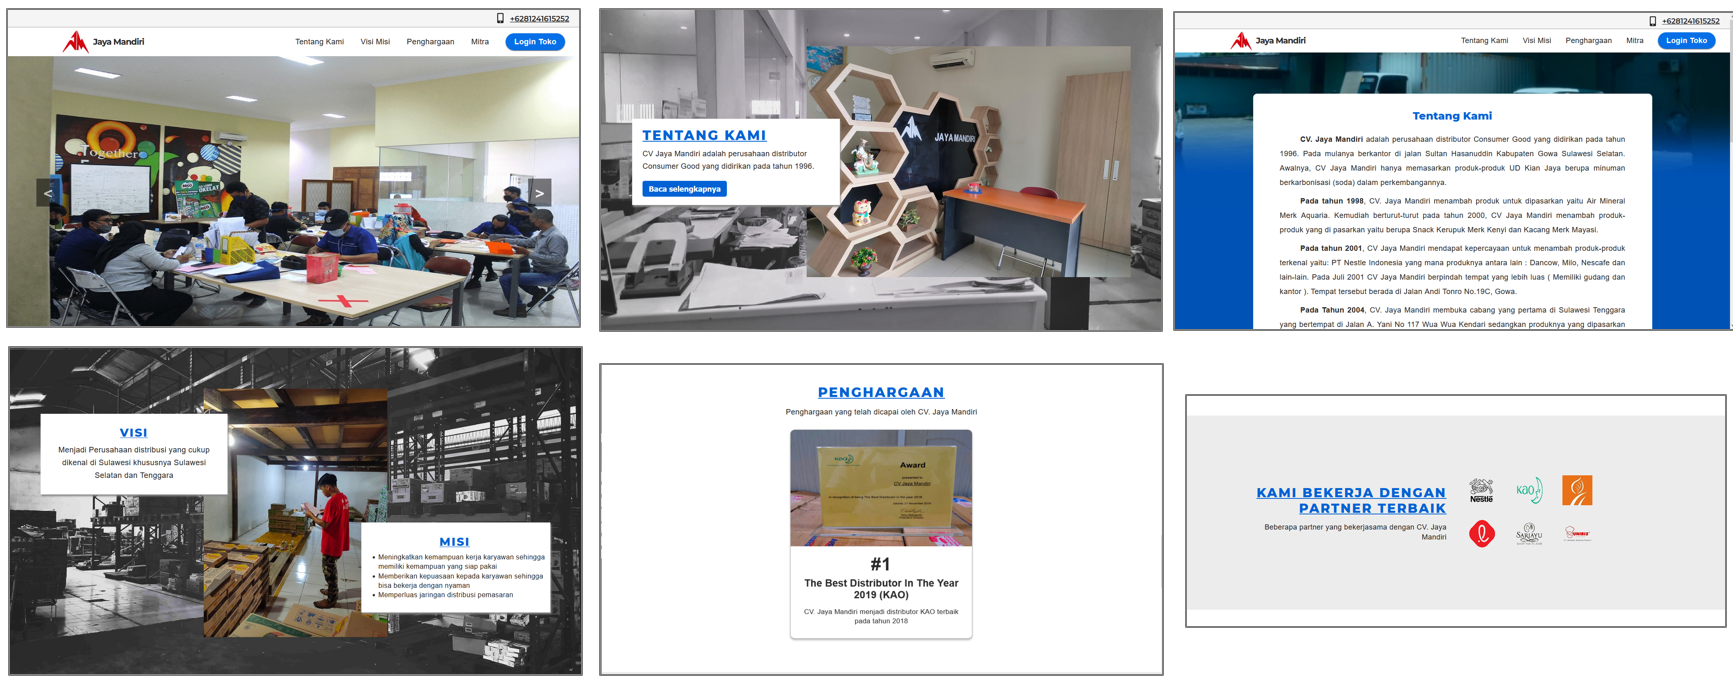 +6281241615252
Jaya Mandiri
Tentang Kami
Visi Misi
Penghargaan
Mitra
Login Toko
Together
<
>
TENTANG KAMI
CV Jaya Mandiri adalah perusahaan distributor
Consumer Good yang didirikan pada tahun 1996.
Baca selengkapnya
JAYA MANDIRI
+6281241615252
Jaya Mandiri
Tentang Kami
Visi Misi
Penghargaan
Mitra
Login Toko
Tentang Kami
CV. Jaya Mandiri adalah perusahaan distributor Consumer Good yang didirikan pada tahun
1996. Pada mulanya berkantor di jalan Sultan Hasanuddin Kabupaten Gowa Sulawesi Selatan.
Awalnya, CV Jaya Mandiri hanya memasarkan produk-produk UD Kian Jaya berupa minuman
berkarbonisasi (soda) dalam perkembangannya.
Pada tahun 1998, CV. Jaya Mandiri menambah produk untuk dipasarkan yaitu Air Mineral
Merk Aquaria. Kemudian berturut-turut pada tahun 2000, CV Jaya Mandiri menambah produk-
produk yang di pasarkan yaitu berupa Snack Kerupuk Merk Kenyi dan Kacang Merk Mayasi.
Pada tahun 2001, CV Jaya Mandiri mendapat kepercayaan untuk menambah produk-produk
terkenal yaitu: PT Nestle Indonesia yang mana produknya antara lain : Dancow, Milo, Nescafe dan
lain-lain. Pada Juli 2001 CV Jaya Mandiri berpindah tempat yang lebih luas ( Memiliki gudang dan
kantor ). Tempat tersebut berada di Jalan Andi Tonro No.19C, Gowa.
Pada Tahun 2004, CV. Jaya Mandiri membuka cabang yang pertama di Sulawesi Tenggara
yang bertempat di Jalan A. Yani No 117 Wua Wua Kendari sedangkan produknya yang dipasarkan
VISI
Menjadi Perusahaan distribusi yang cukup
dikenal di Sulawesi khususnya Sulawesi
Selatan dan Tenggara
MISI
Meningkatkan kemampuan kerja karyawan sehingga
memiliki kemampuan yang siap pakai
Memberikan kepuasaan kepada karyawan sehingga
bisa bekerja dengan nyaman
Memperluas jaringan distribusi pemasaran
PENGHARGAAN
Penghargaan yang telah dicapai oleh CV. Jaya Mandiri
KAO
Award
CV.Jaya Mandiri
#1
The Best Distributor In The Year
2019 (KAO)
CV. Jaya Mandiri menjadi distributor KAO terbaik
pada tahun 2018
KAMI BEKERJA DENGAN
PARTNER TERBAIK
Beberapa partner yang bekerjasama dengan CV. Jaya
Mandiri
Nestle
kao
SARIAYU